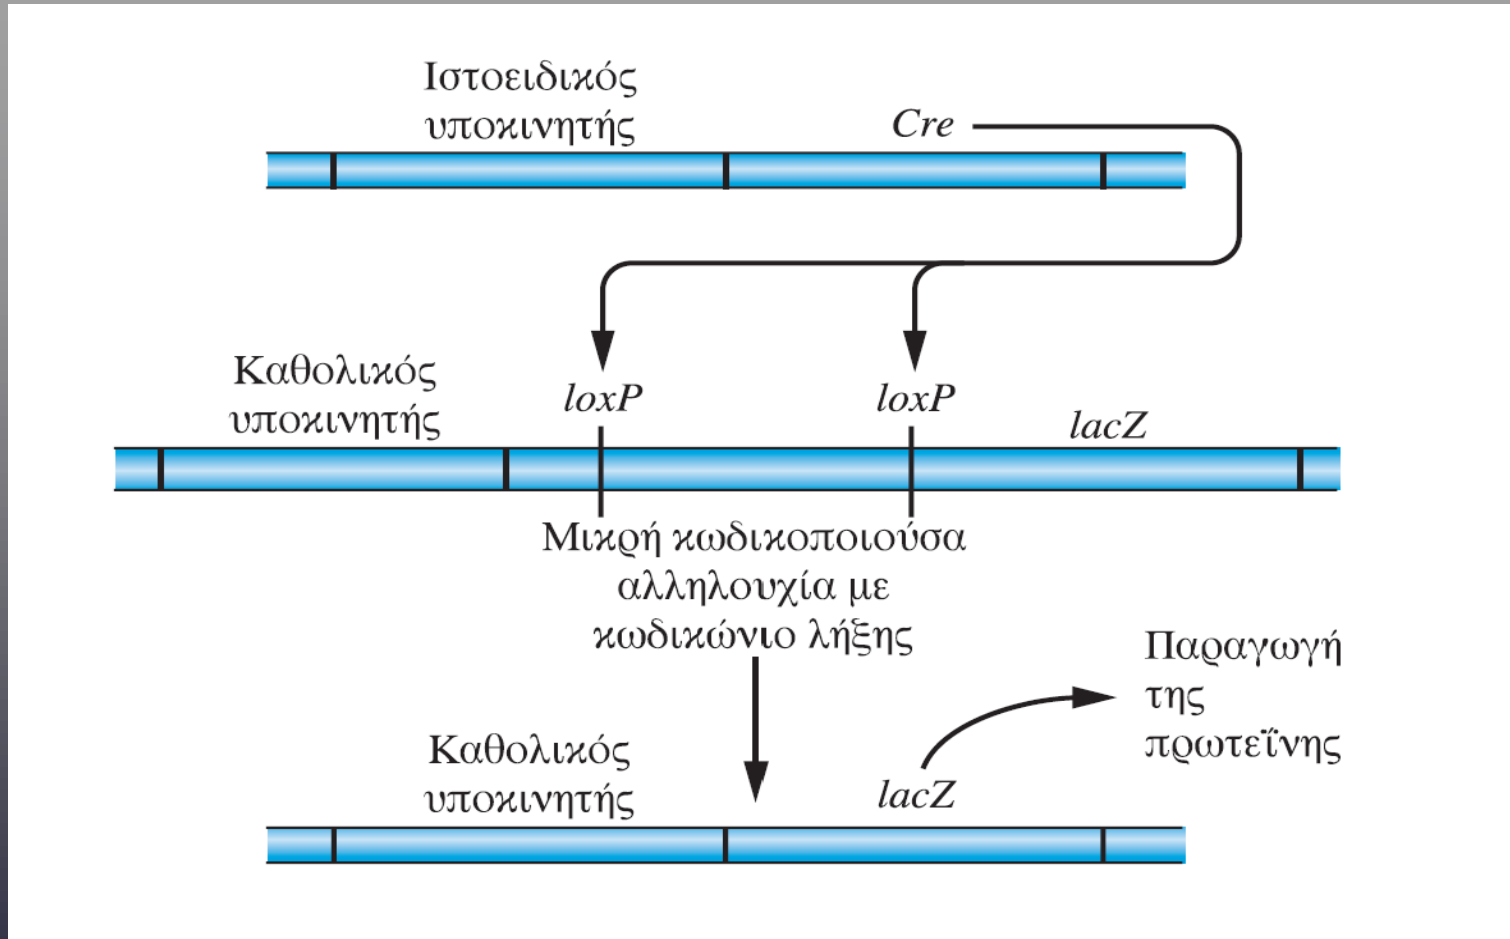 Ιστοειδικός
υποκινητής
Cre
Καθολικός
υποκινητής
loxP
loxP
lacZ
Μικρή κωδικοποιούσα
αλληλουχία με
κωδικώνιο λήξης
Παραγωγή
της
πρωτεΐνης
Καθολικός
υποκινητής
lacZ